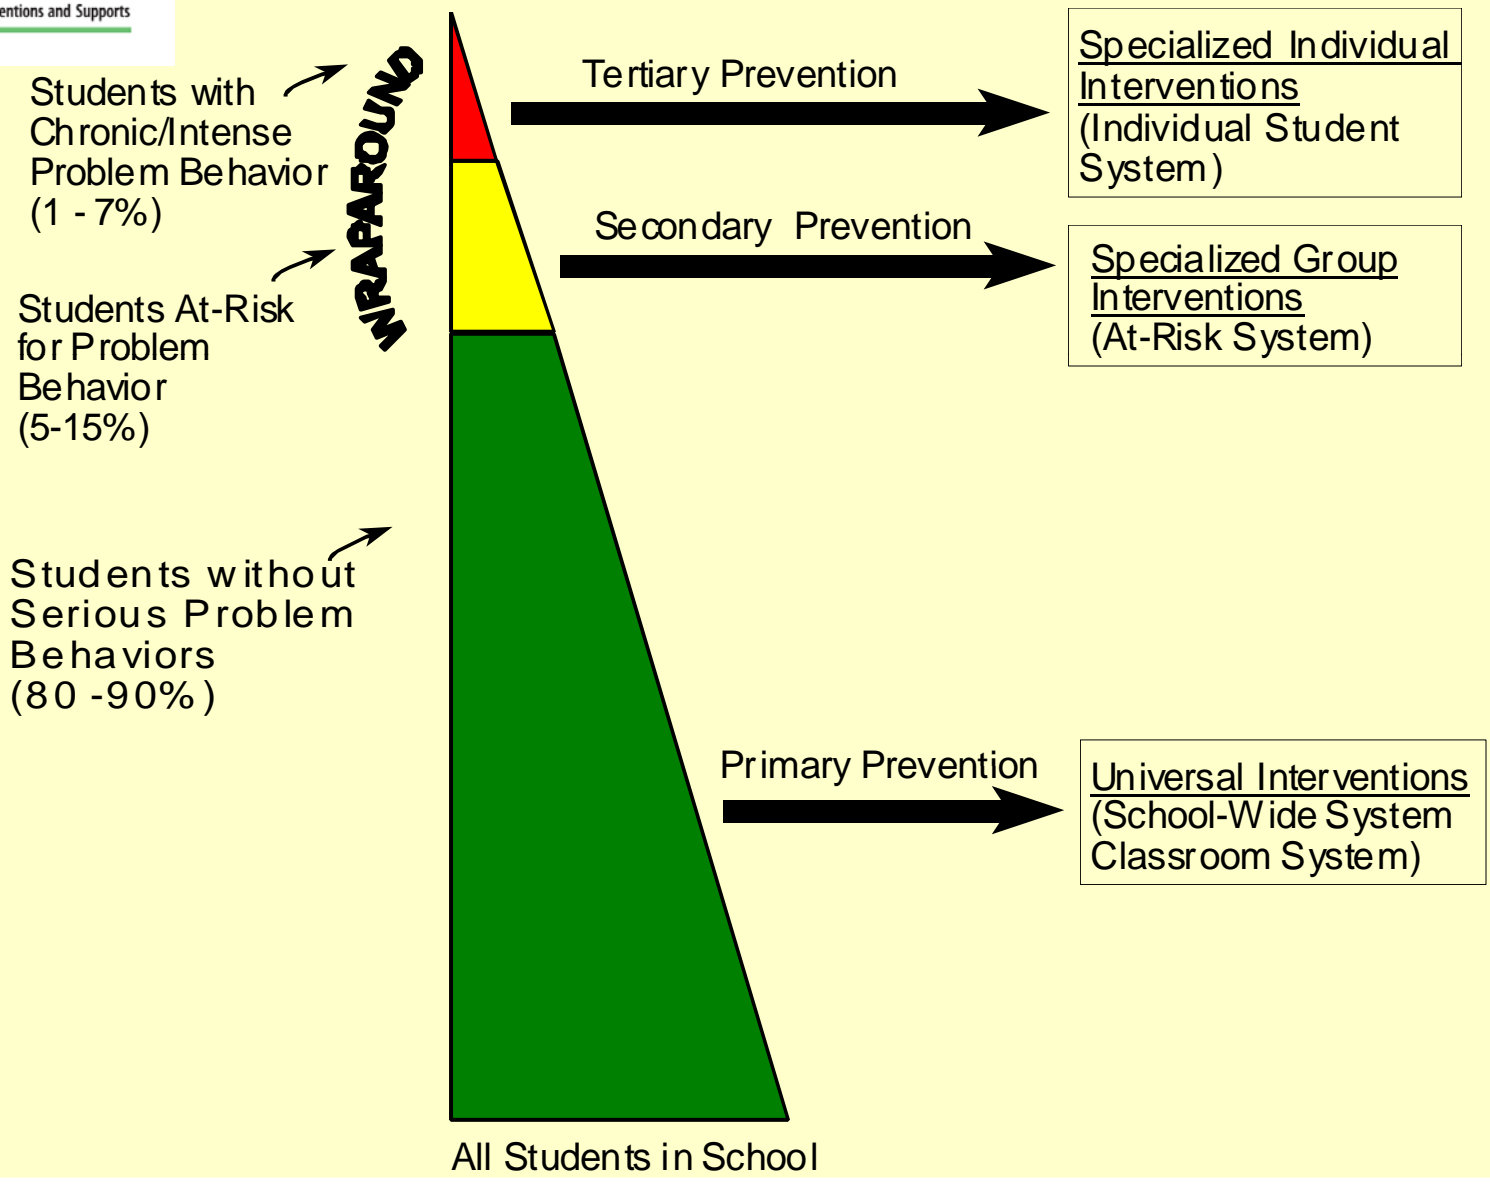 entions and Supports
Students with
Chronic/Intense
Problem Behavior
(1 - 7%)
WRAPAROUND
Tertiary Prevention
Specialized Individual
Interventions
(Individual Student
System)
Students At-Risk
for Problem
Behavior
(5-15%)
Secondary Prevention
Specialized Group
Interventions
(At-Risk System)
Students without
Serious Problem
Behaviors
(80 -90%)
Primary Prevention
Universal Interventions
(School-Wide System
Classroom System)
All Students in School